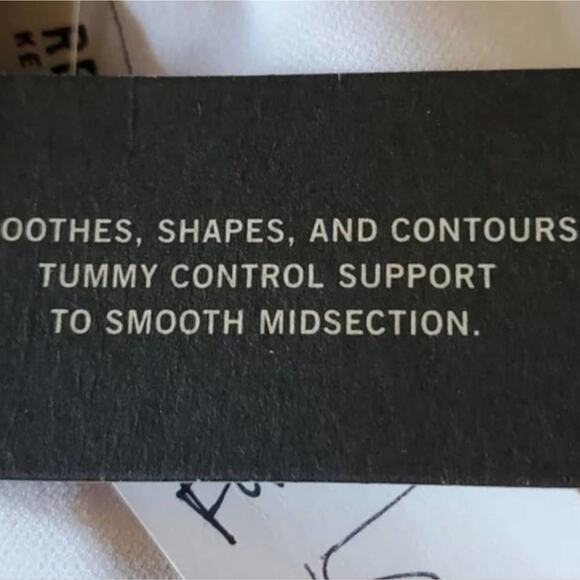 OOTHES, SHAPES, AND CONTOURS
TUMMY CONTROL SUPPORT
TO SMOOTH MIDSECTION.